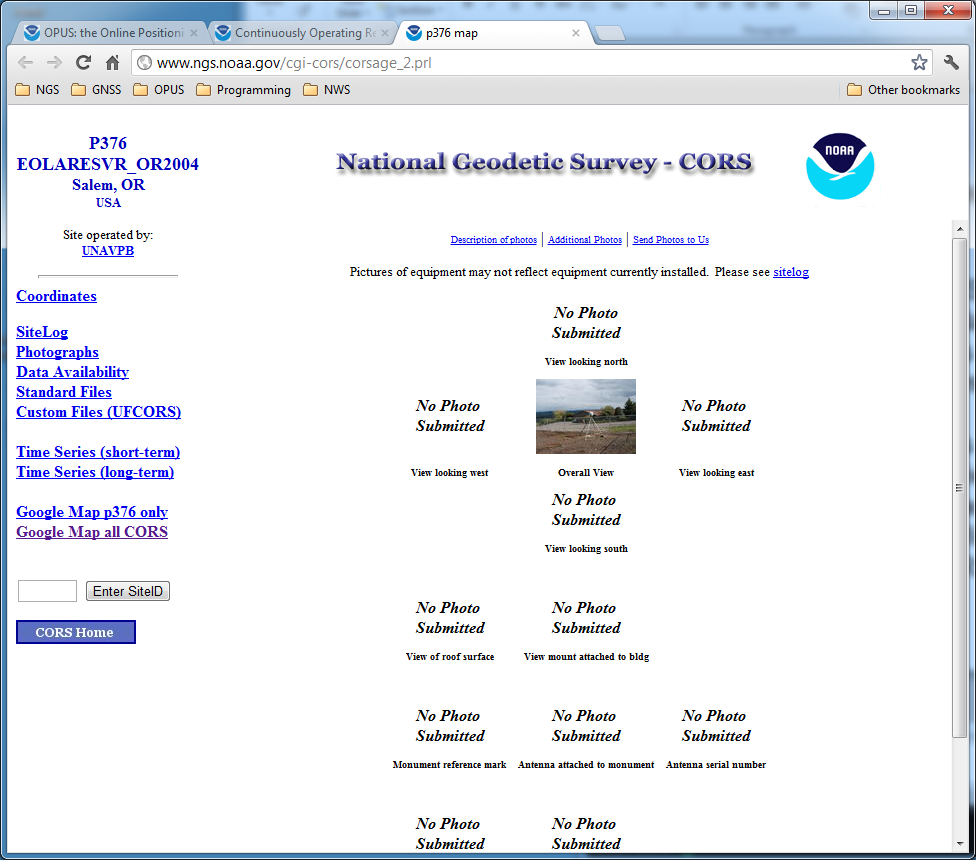 OPUS: the Online Positioni
Continuously Operating Re
p376 map
www.ngs.noaa.gov/cgi-cors/corsage_2.prl
NGS GNSS OPUS Programming NWS Other bookmarks
P376
EOLARESVR_OR2004
Salem, OR
USA
Site operated by:
UNAVPB
Coordinates
SiteLog
Photographs
Data Availability
Standard Files
Custom Files (UFCORS)
Time Series (short-term)
Time Series (long-term)
Google Map p376 only
Google Map all CORS
Enter SiteID
CORS Home
National Geodetic Survey - CORS
NOAA
Description of photos | Additional Photos | Send Photos to Us
Pictures of equipment may not reflect equipment currently installed. Please see sitelog
No Photo
Submitted
View looking north
No Photo
Submitted
View looking west
Overall View
No Photo
Submitted
View looking east
No Photo
Submitted
View looking south
No Photo
Submitted
View of roof surface
No Photo
Submitted
View mount attached to bldg
No Photo
Submitted
Monument reference mark
No Photo
Submitted
Antenna attached to monument
No Photo
Submitted
Antenna serial number
No Photo
Submitted
No Photo
Submitted